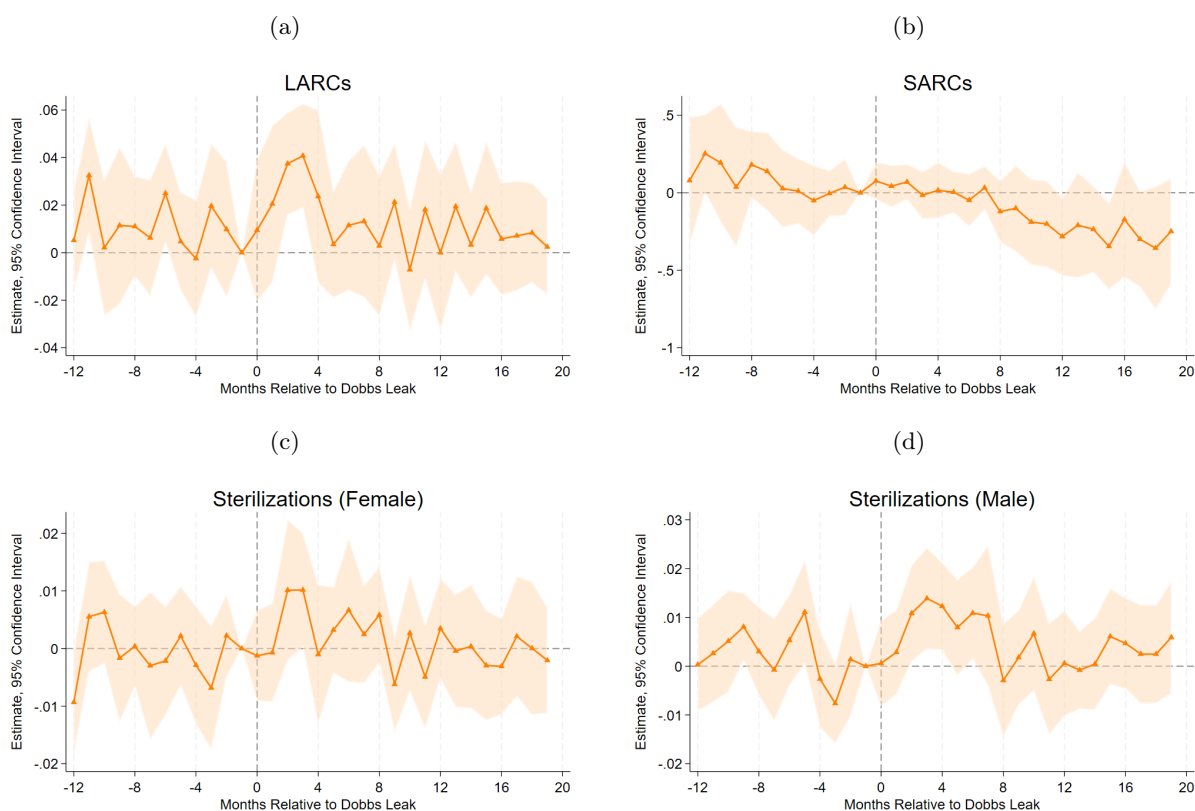 (a)
LARCs
Estimate, 95% Confidence Interval
.06
.04
.02
0
-.02
-.04
-12 -8 -4 0 4 8 12 16 20
Months Relative to Dobbs Leak
(b)
SARCs
Estimate, 95% Confidence Interval
.5
0
-.5
-1
-12 -8 -4 0 4 8 12 16 20
Months Relative to Dobbs Leak
(c)
Sterilizations (Female)
Estimate, 95% Confidence Interval
.02
.01
0
-.01
-.02
-12 -8 -4 0 4 8 12 16 20
Months Relative to Dobbs Leak
(d)
Sterilizations (Male)
Estimate, 95% Confidence Interval
.03
.02
.01
0
-.01
-.02
-12 -8 -4 0 4 8 12 16 20
Months Relative to Dobbs Leak